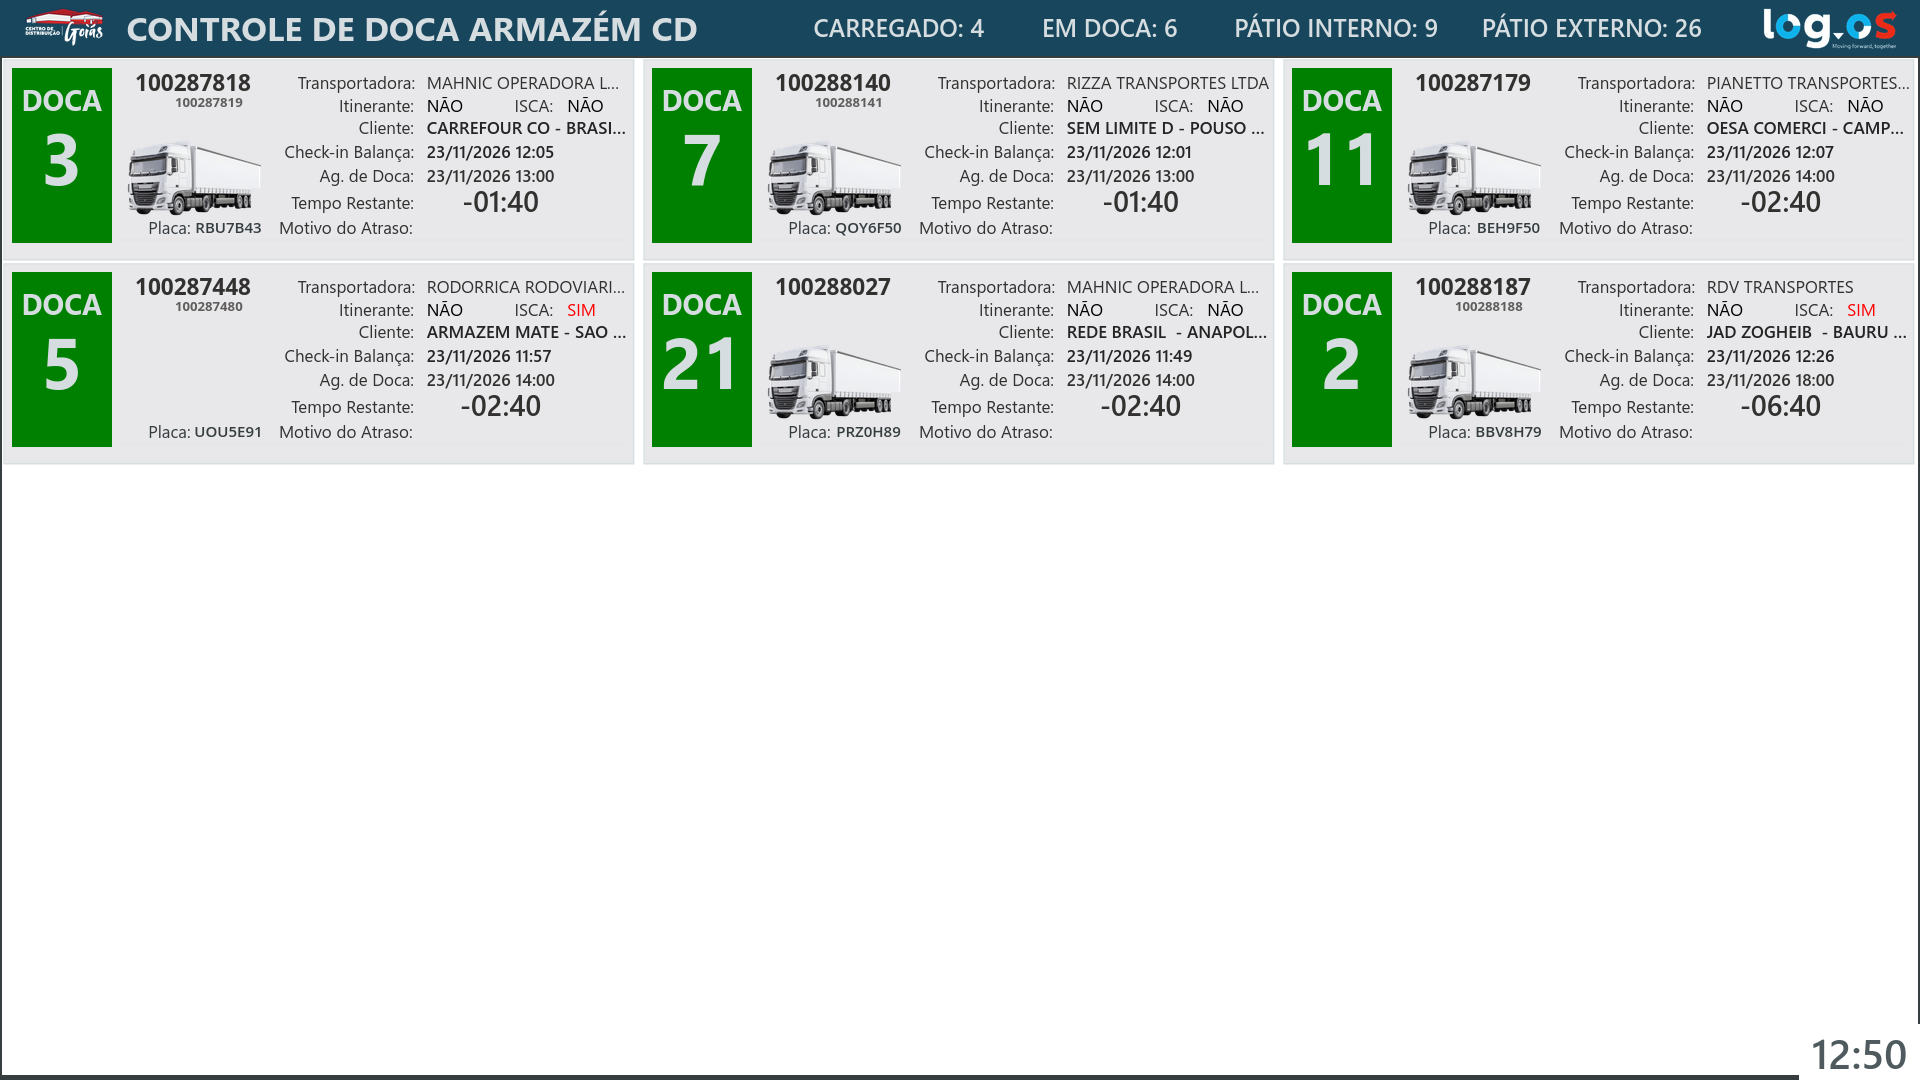 CENTRO DE DISTRIBUIÇÃO Goiás
CONTROLE DE DOCA ARMAZÉM CD
CARREGADO: 4
EM DOCA: 6
PÁTIO INTERNO: 9
PÁTIO EXTERNO: 26
log.os
Moving forward, together
DOCA
3
100287818
100287819
Placa: RBU7B43
Transportadora: MAHNIC OPERADORA L...
Itinerante: NÃO ISCA: NÃO
Cliente: CARREFOUR CO - BRASI...
Check-in Balança: 23/11/2026 12:05
Ag. de Doca: 23/11/2026 13:00
Tempo Restante: -01:40
Motivo do Atraso:
DOCA
7
100288140
100288141
Placa: QOY6F50
Transportadora: RIZZA TRANSPORTES LTDA
Itinerante: NÃO ISCA: NÃO
Cliente: SEM LIMITE D - POUSO ...
Check-in Balança: 23/11/2026 12:01
Ag. de Doca: 23/11/2026 13:00
Tempo Restante: -01:40
Motivo do Atraso:
DOCA
11
100287179
Placa: BEH9F50
Transportadora: PIANETTO TRANSPORTES...
Itinerante: NÃO ISCA: NÃO
Cliente: OESA COMERCI - CAMP...
Check-in Balança: 23/11/2026 12:07
Ag. de Doca: 23/11/2026 14:00
Tempo Restante: -02:40
Motivo do Atraso:
DOCA
5
100287448
100287480
Placa: UOU5E91
Transportadora: RODORRICA RODOVIARI...
Itinerante: NÃO ISCA: SIM
Cliente: ARMAZEM MATE - SAO ...
Check-in Balança: 23/11/2026 11:57
Ag. de Doca: 23/11/2026 14:00
Tempo Restante: -02:40
Motivo do Atraso:
DOCA
21
100288027
Placa: PRZ0H89
Transportadora: MAHNIC OPERADORA L...
Itinerante: NÃO ISCA: NÃO
Cliente: REDE BRASIL - ANAPOL...
Check-in Balança: 23/11/2026 11:49
Ag. de Doca: 23/11/2026 14:00
Tempo Restante: -02:40
Motivo do Atraso:
DOCA
2
100288187
100288188
Placa: BBV8H79
Transportadora: RDV TRANSPORTES
Itinerante: NÃO ISCA: SIM
Cliente: JAD ZOGHEIB - BAURU ...
Check-in Balança: 23/11/2026 12:26
Ag. de Doca: 23/11/2026 18:00
Tempo Restante: -06:40
Motivo do Atraso:
12:50